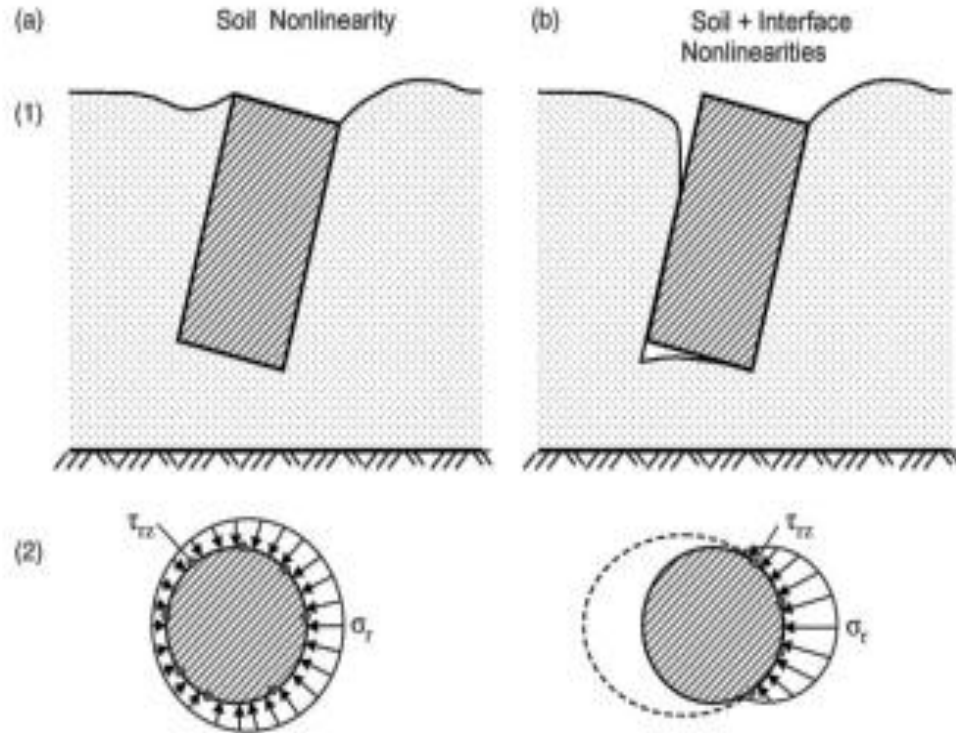 (a) Soil Nonlinearity (b) Soil + Interface
Nonlinearities
(1)
(2) τrz τrz
σr σr